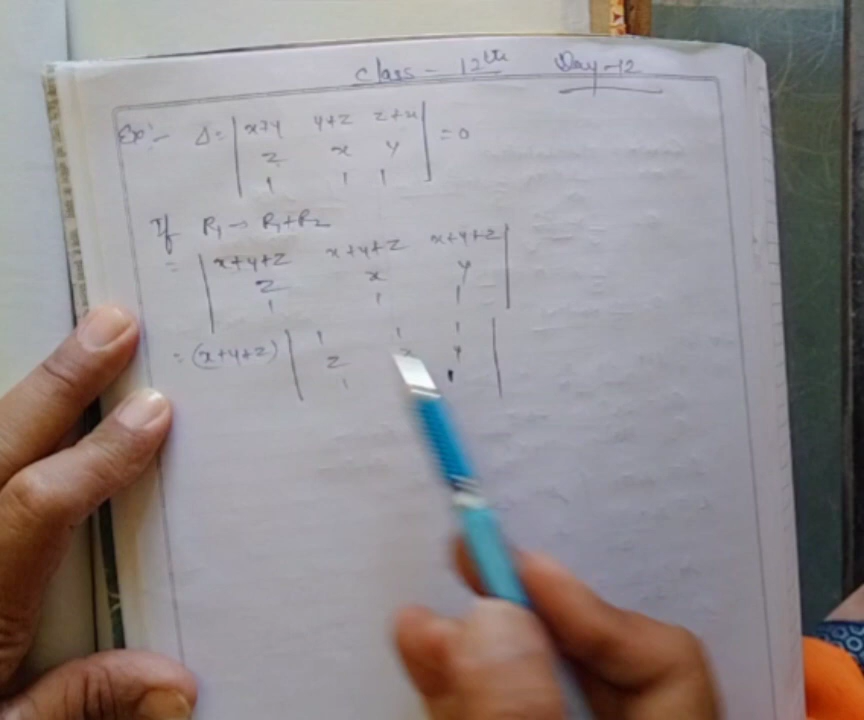 Class - 12th Day-12
Ex:- Δ = | x+y y+z z+x | = 0
z x y
1 1 1
If R1 → R1+R2
= | x+y+z x+y+z x+y+z |
z x y
1 1 1
= (x+y+z) | 1 1 1 |
z x y
1 1